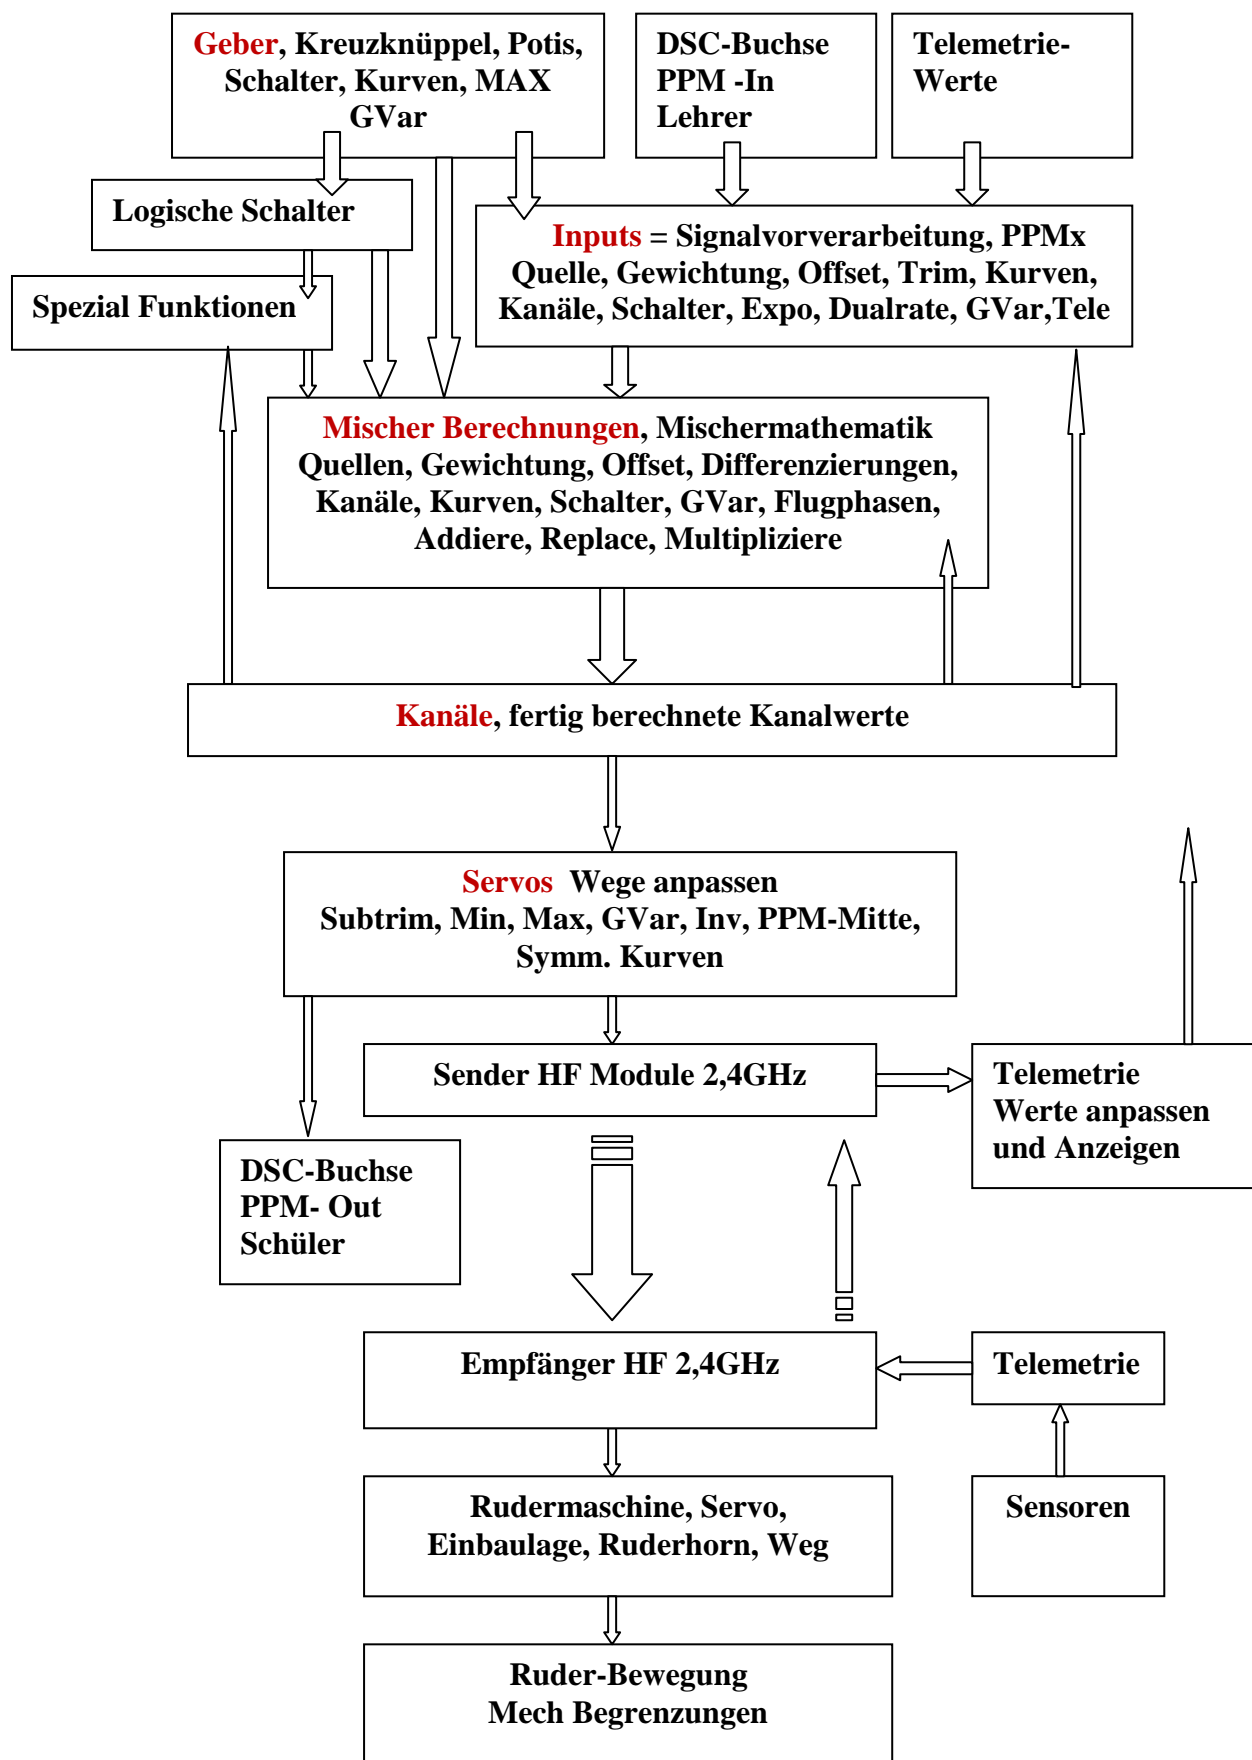 Geber, Kreuzknüppel, Potis,
Schalter, Kurven, MAX
GVar
DSC-Buchse
PPM -In
Lehrer
Telemetrie-
Werte
Logische Schalter
Inputs = Signalvorverarbeitung, PPMx
Quelle, Gewichtung, Offset, Trim, Kurven,
Kanäle, Schalter, Expo, Dualrate, GVar,Tele
Spezial Funktionen
Mischer Berechnungen, Mischermathematik
Quellen, Gewichtung, Offset, Differenzierungen,
Kanäle, Kurven, Schalter, GVar, Flugphasen,
Addiere, Replace, Multipliziere
Kanäle, fertig berechnete Kanalwerte
Servos  Wege anpassen
Subtrim, Min, Max, GVar, Inv, PPM-Mitte,
Symm. Kurven
Sender HF Module 2,4GHz
Telemetrie
Werte anpassen
und Anzeigen
DSC-Buchse
PPM- Out
Schüler
Empfänger HF 2,4GHz
Telemetrie
Rudermaschine, Servo,
Einbaulage, Ruderhorn, Weg
Sensoren
Ruder-Bewegung
Mech Begrenzungen